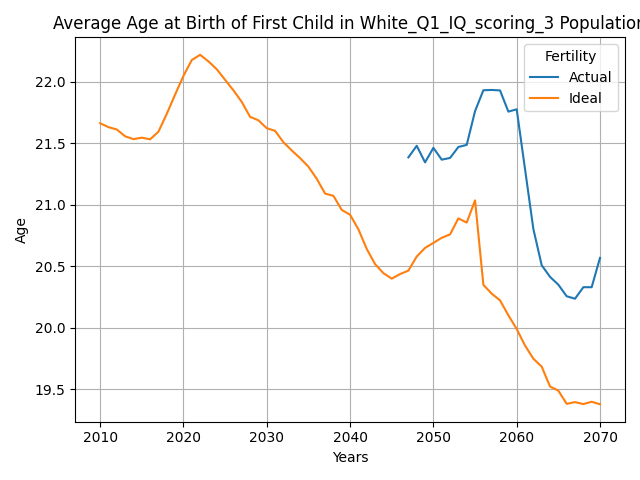 Average Age at Birth of First Child in White_Q1_IQ_scoring_3 Population
Fertility
Actual
Ideal
22.0
21.5
21.0
20.5
20.0
19.5
Age
2010 2020 2030 2040 2050 2060 2070
Years